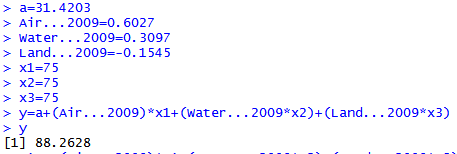 > a=31.4203
> Air...2009=0.6027
> Water...2009=0.3097
> Land...2009=-0.1545
> x1=75
> x2=75
> x3=75
> y=a+(Air...2009)*x1+(Water...2009*x2)+(Land...2009*x3)
> y
[1] 88.2628